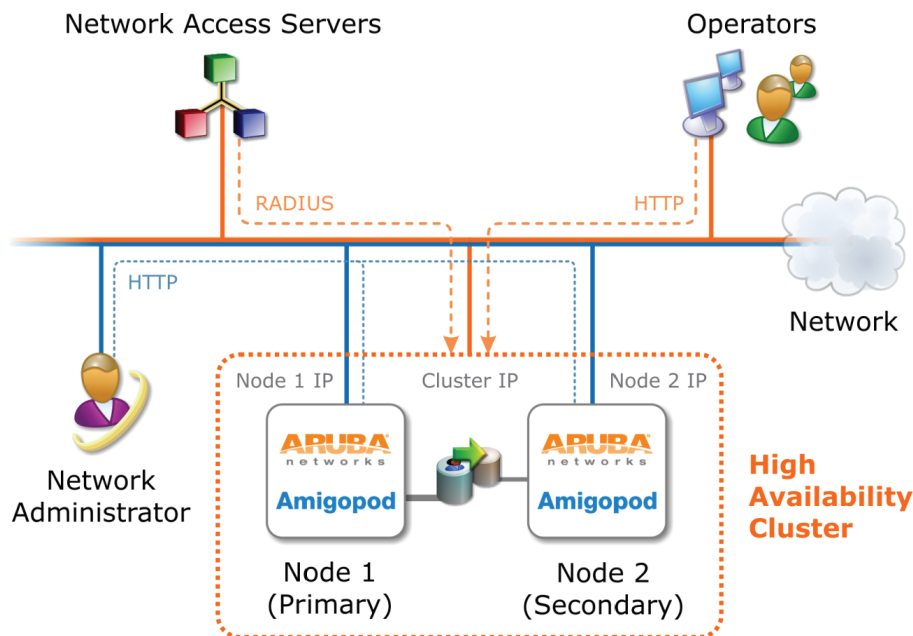 Network Access Servers
Operators
RADIUS
HTTP
HTTP
Network
Node 1 IP
Cluster IP
Node 2 IP
ARUBA
networks
Amigopod
ARUBA
networks
Amigopod
Network
Administrator
High
Availability
Cluster
Node 1
(Primary)
Node 2
(Secondary)